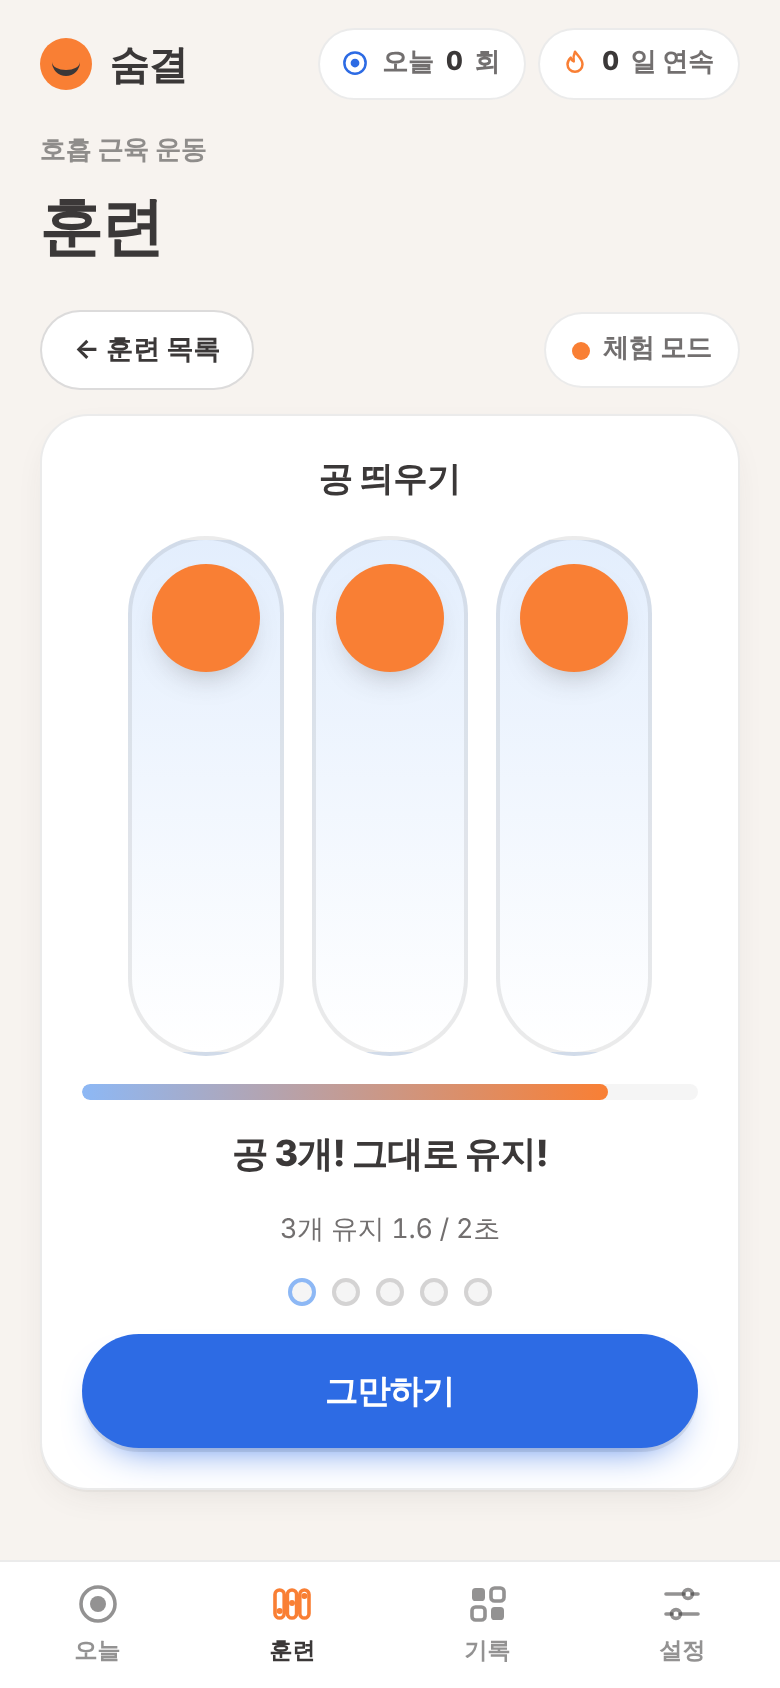 숨결
오늘 0 회
0 일 연속
호흡 근육 운동
훈련
← 훈련 목록
체험 모드
공 띄우기
공 3개! 그대로 유지!
3개 유지 1.6 / 2초
그만하기
오늘
훈련
기록
설정